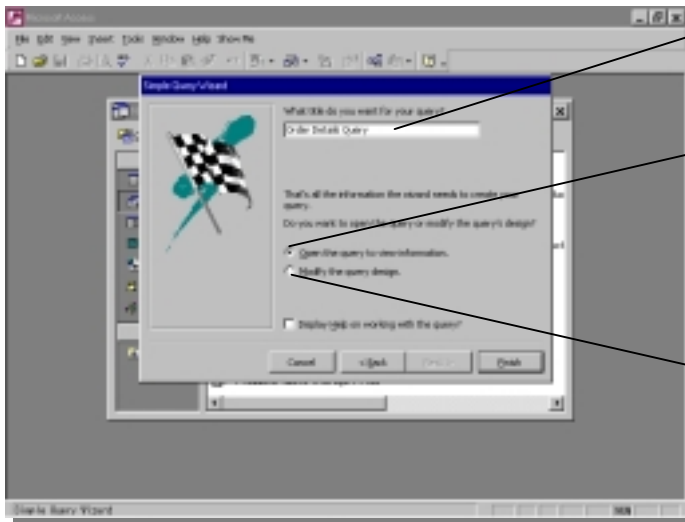 Microsoft Access
File Edit View Insert Tools Window Help Show Me
Simple Query Wizard
What title do you want for your query?
Order Details Query
That's all the information the wizard needs to create your
query.
Do you want to open the query or modify the query's design?
Open the query to view information.
Modify the query design.
Display Help on working with the query?
Cancel
< Back
Next >
Finish
Simple Query Wizard
NUM